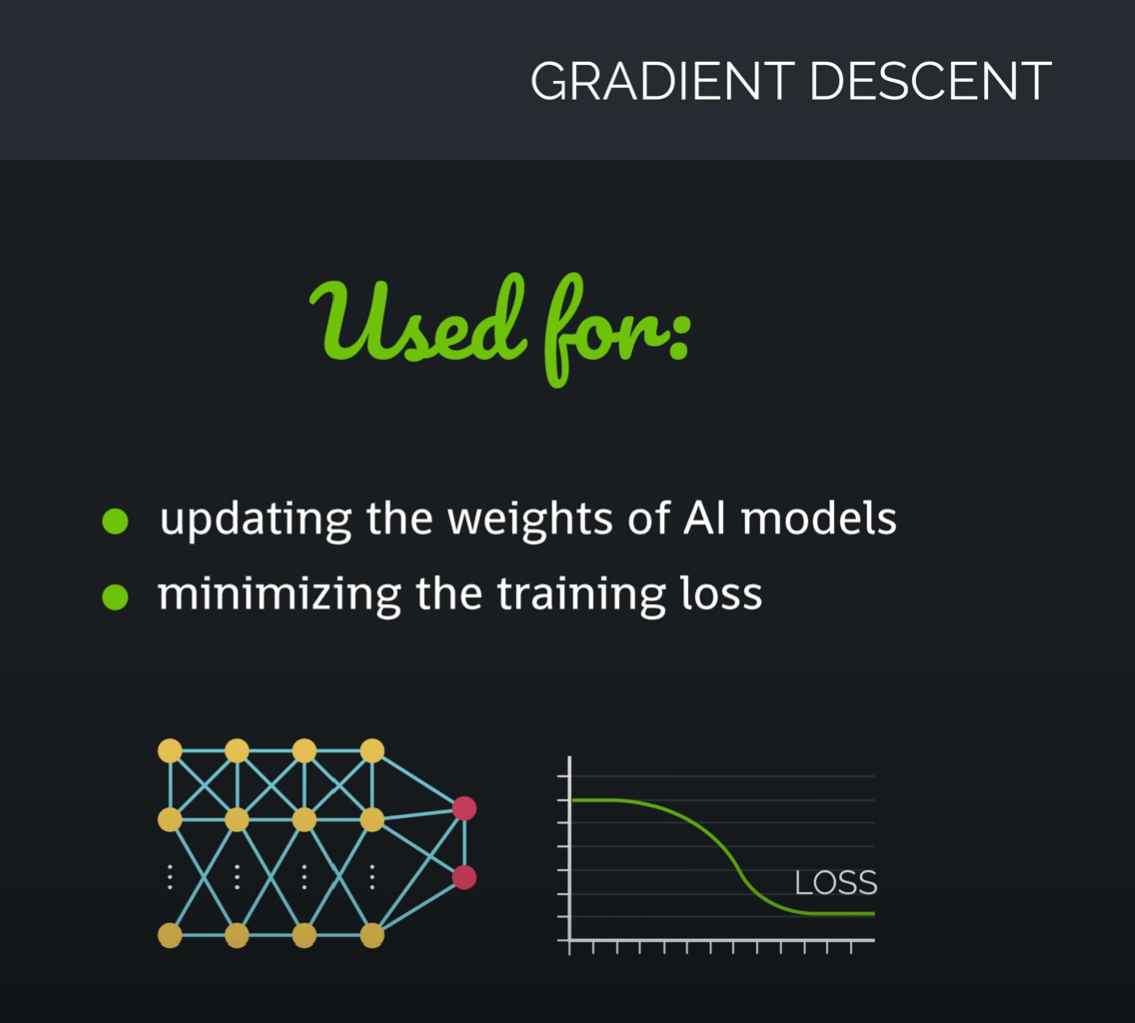 GRADIENT DESCENT
Used for:
updating the weights of AI models
minimizing the training loss
LOSS